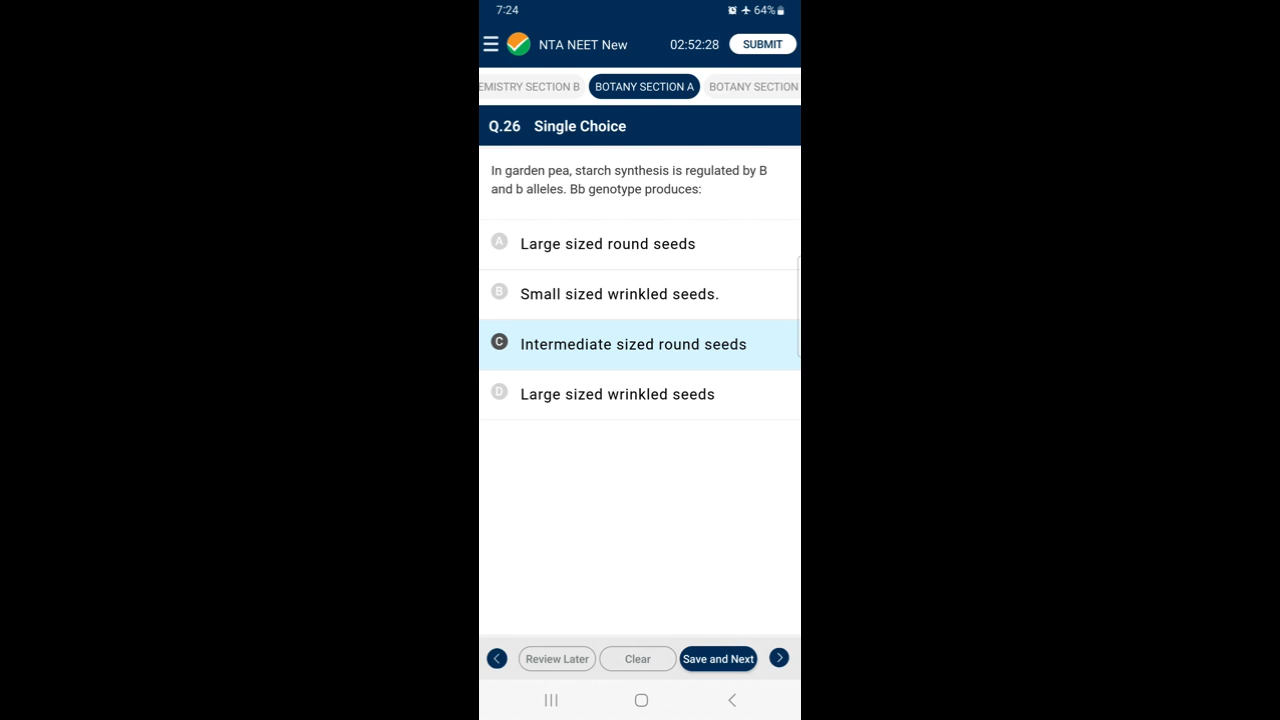 7:24 64%
NTA NEET New 02:52:28 SUBMIT
EMISTRY SECTION B BOTANY SECTION A BOTANY SECTION
Q.26 Single Choice
In garden pea, starch synthesis is regulated by B
and b alleles. Bb genotype produces:
A Large sized round seeds
B Small sized wrinkled seeds.
C Intermediate sized round seeds
D Large sized wrinkled seeds
Review Later Clear Save and Next